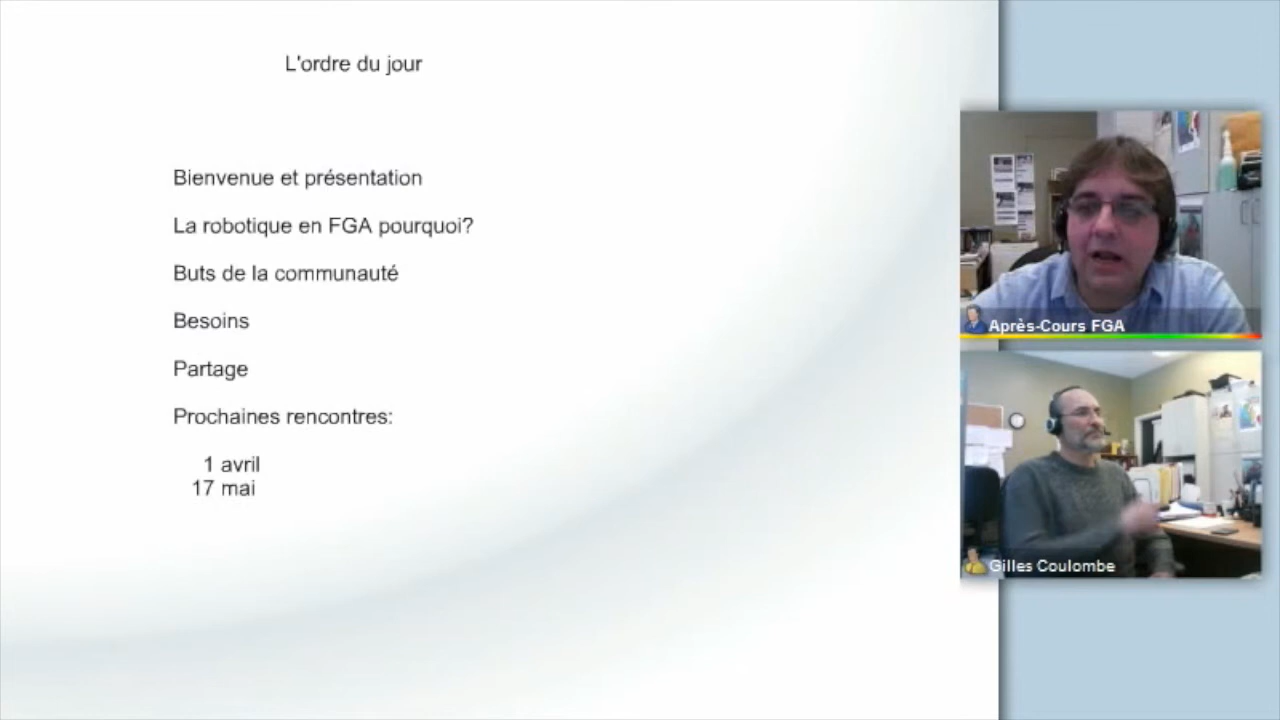 L'ordre du jour
Bienvenue et présentation
La robotique en FGA pourquoi?
Buts de la communauté
Besoins
Partage
Prochaines rencontres:
1 avril
17 mai
Après-Cours FGA
Gilles Coulombe